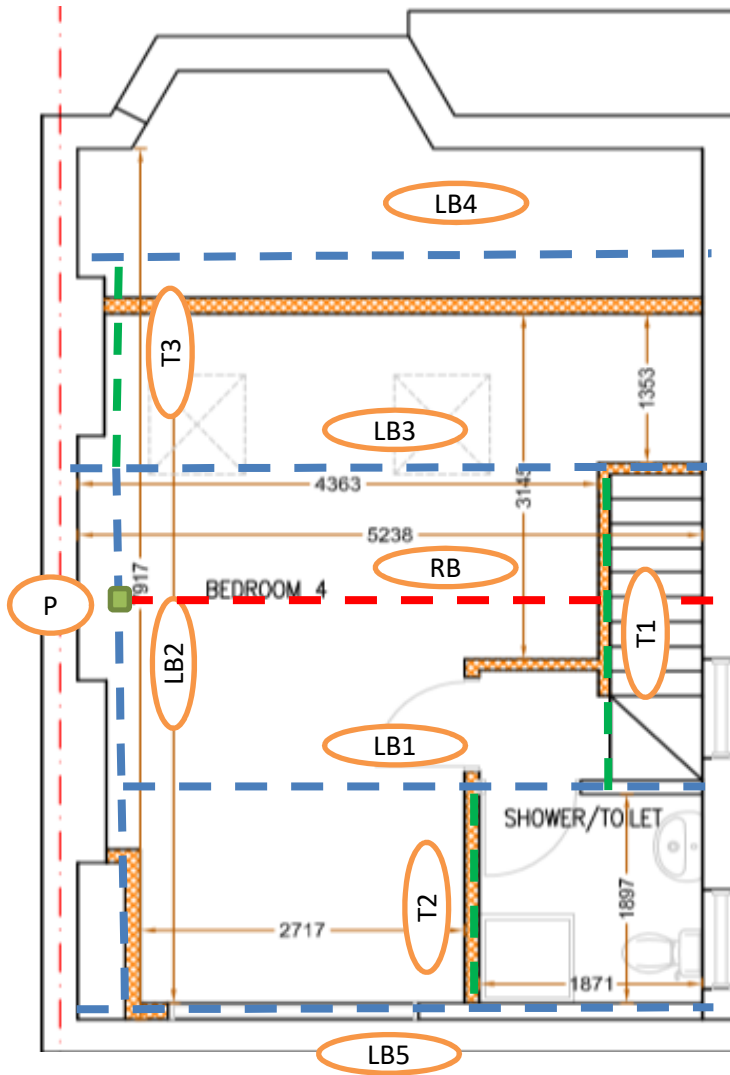 LB4
T3
1353
LB3
4363
3145
5238
RB
P
917
BEDROOM 4
T1
LB2
LB1
SHOWER/TOILET
T2
1897
2717
1871
LB5